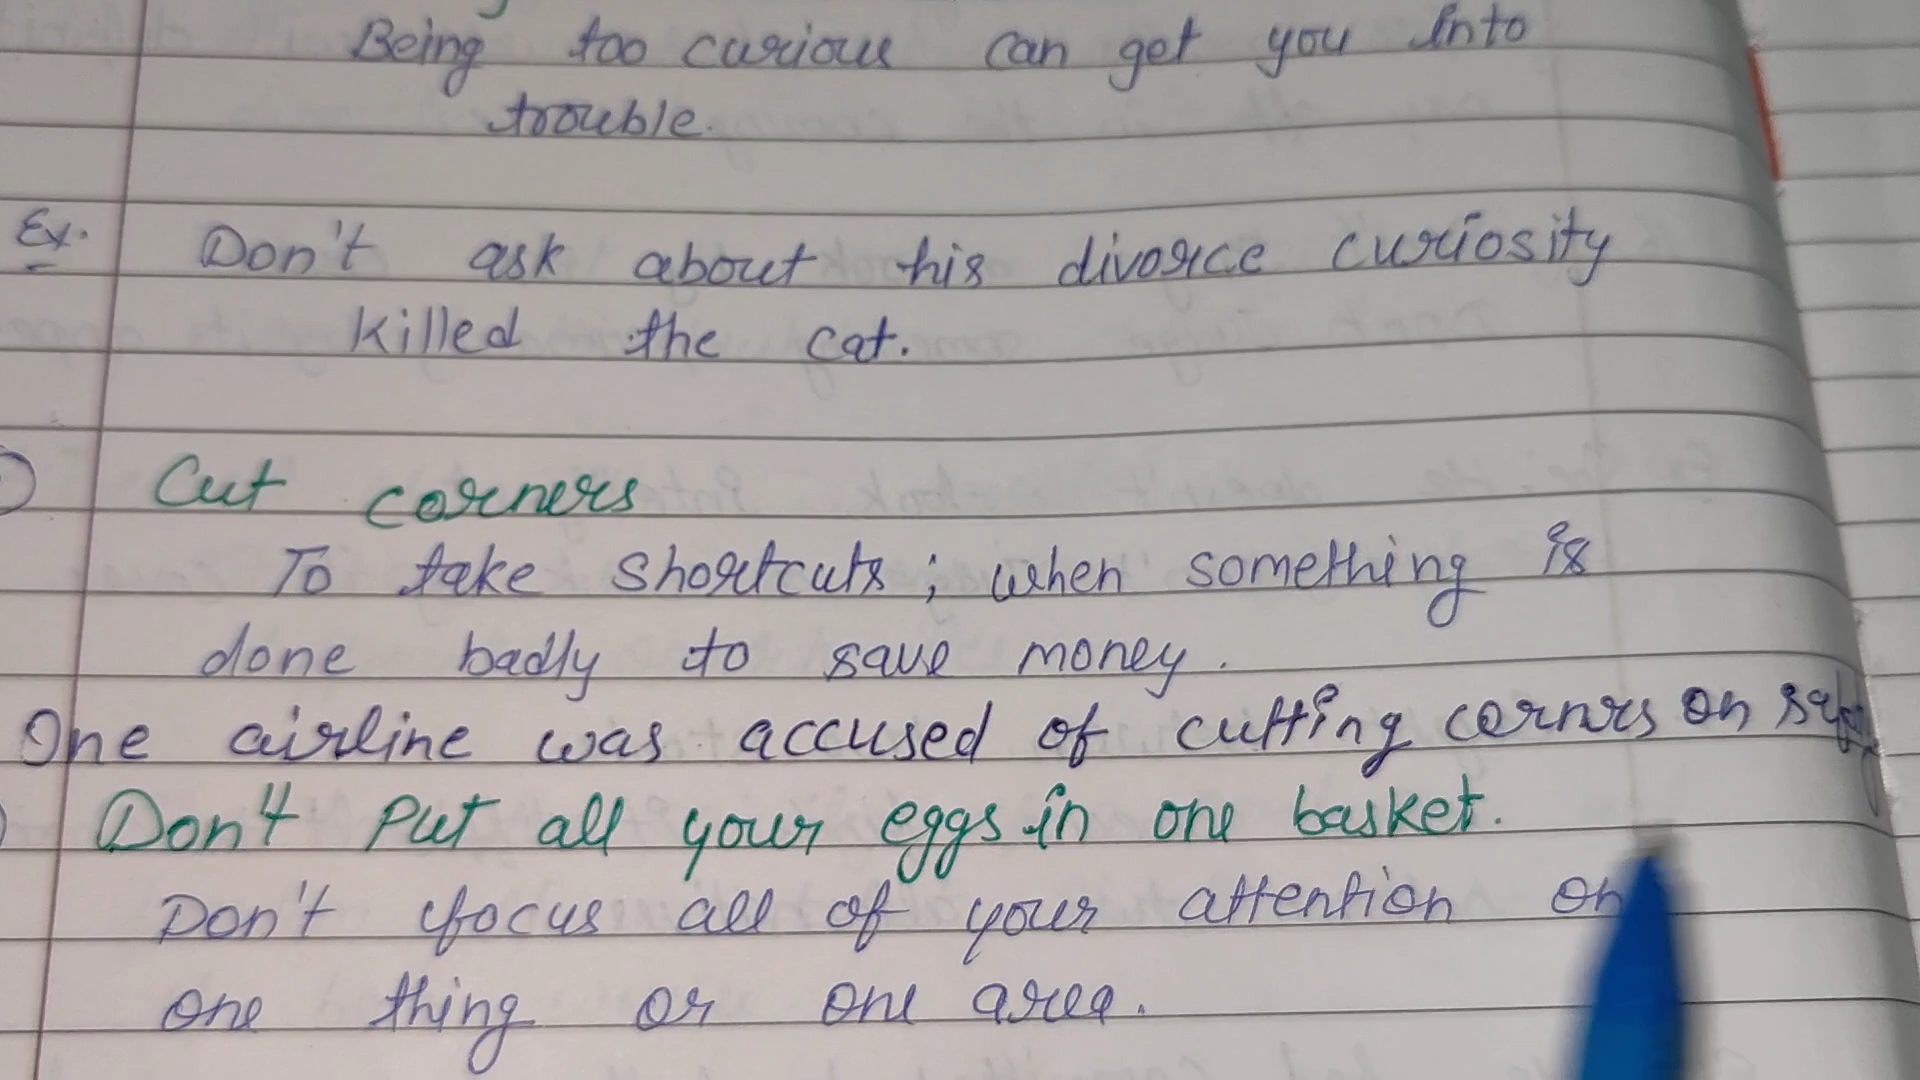 Being too curious can get you into
trouble.
Ex. Don't ask about his divorce curiosity
killed the cat.
Cut corners
To take shortcuts; when something is
done badly to save money.
One airline was accused of cutting corners on
Don't Put all your eggs in one basket.
Don't focus all of your attention on
one thing or one area.